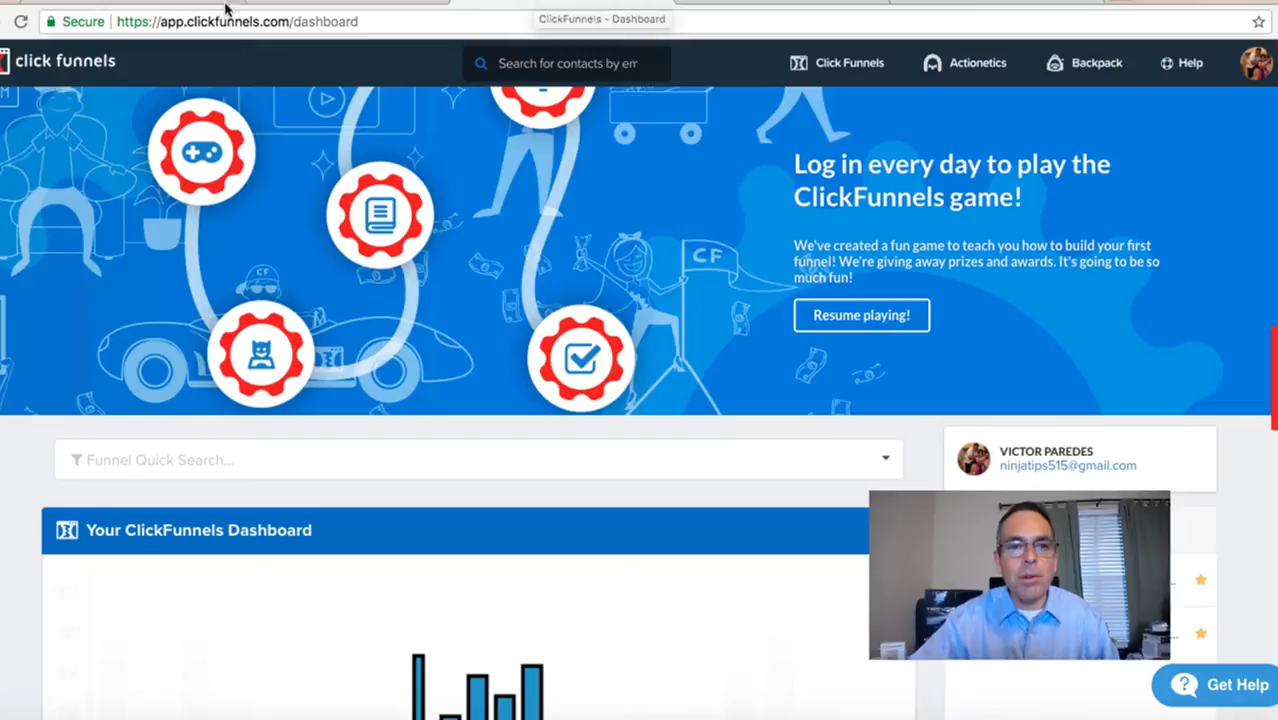 Secure
https://app.clickfunnels.com/dashboard
ClickFunnels - Dashboard
click funnels
Search for contacts by em
Click Funnels
Actionetics
Backpack
Help
Log in every day to play the
ClickFunnels game!
We've created a fun game to teach you how to build your first
funnel! We're giving away prizes and awards. It's going to be so
much fun!
Resume playing!
CF
CF
Funnel Quick Search...
VICTOR PAREDES
ninjatips515@gmail.com
Your ClickFunnels Dashboard
Get Help